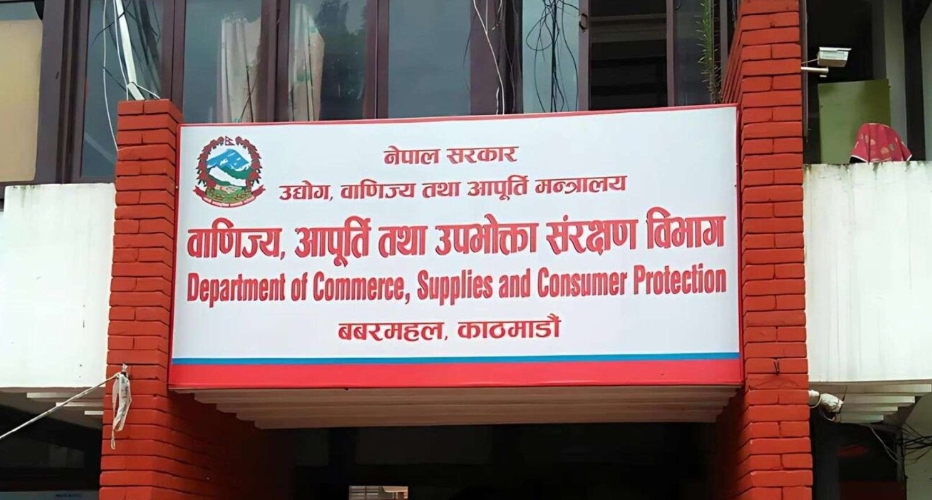 नेपाल सरकार
उद्योग, वाणिज्य तथा आपूर्ति मन्त्रालय
वाणिज्य, आपूर्ति तथा उपभोक्ता संरक्षण विभाग
Department of Commerce, Supplies and Consumer Protection
बबरमहल, काठमाडौं